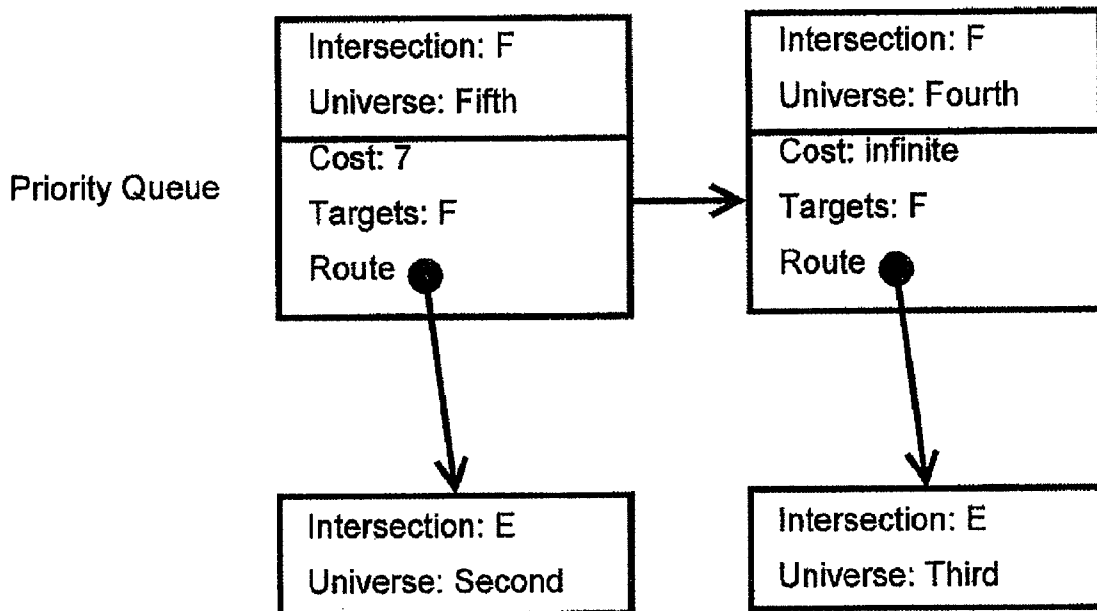 Priority Queue
Intersection: F
Universe: Fifth
Cost: 7
Targets: F
Route
Intersection: F
Universe: Fourth
Cost: infinite
Targets: F
Route
Intersection: E
Universe: Second
Intersection: E
Universe: Third